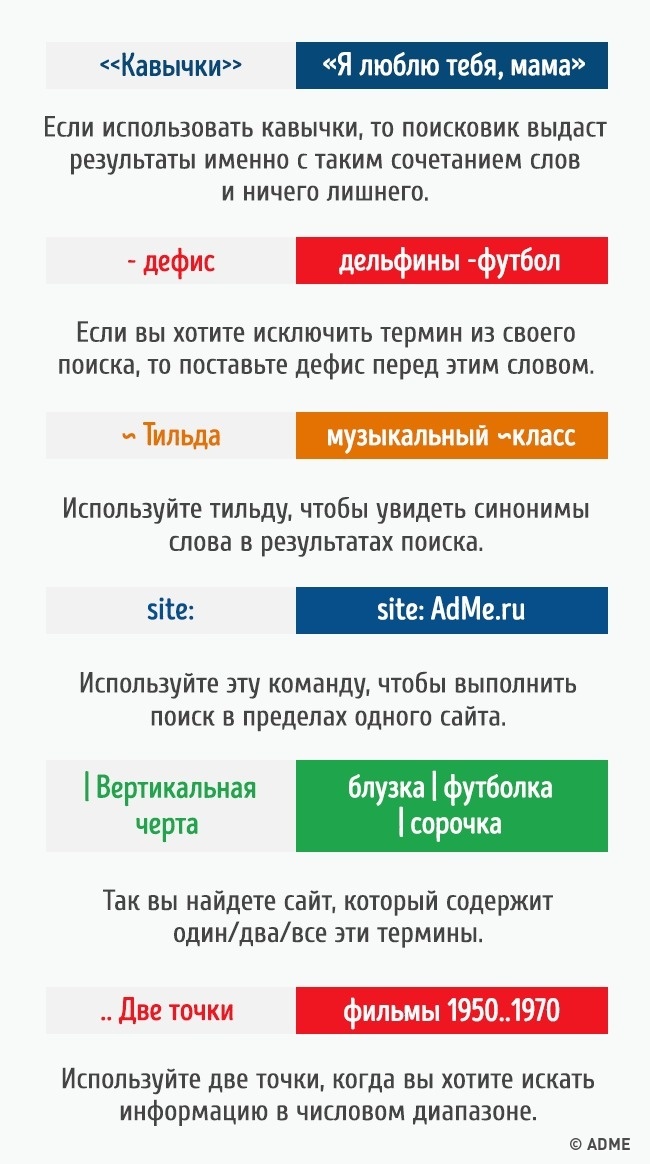 <<Кавычки>>
«Я люблю тебя, мама»
Если использовать кавычки, то поисковик выдаст
результаты именно с таким сочетанием слов
и ничего лишнего.
- дефис
дельфины -футбол
Если вы хотите исключить термин из своего
поиска, то поставьте дефис перед этим словом.
~ Тильда
музыкальный ~класс
Используйте тильду, чтобы увидеть синонимы
слова в результатах поиска.
site:
site: AdMe.ru
Используйте эту команду, чтобы выполнить
поиск в пределах одного сайта.
| Вертикальная
черта
блузка | футболка
| сорочка
Так вы найдете сайт, который содержит
один/два/все эти термины.
.. Две точки
фильмы 1950..1970
Используйте две точки, когда вы хотите искать
информацию в числовом диапазоне.
© ADME